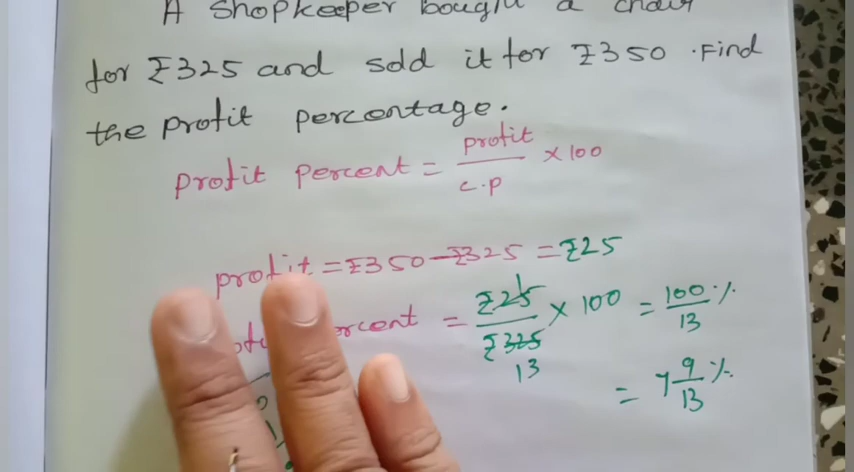 A shopkeeper bought a chair
for ₹325 and sold it for ₹350. Find
the profit percentage.
profit percent = profit/c.p × 100
profit = ₹350 - ₹325 = ₹25
percent = ₹25/₹325 × 100 = 100/13 %
1
13
= 7 9/13 %